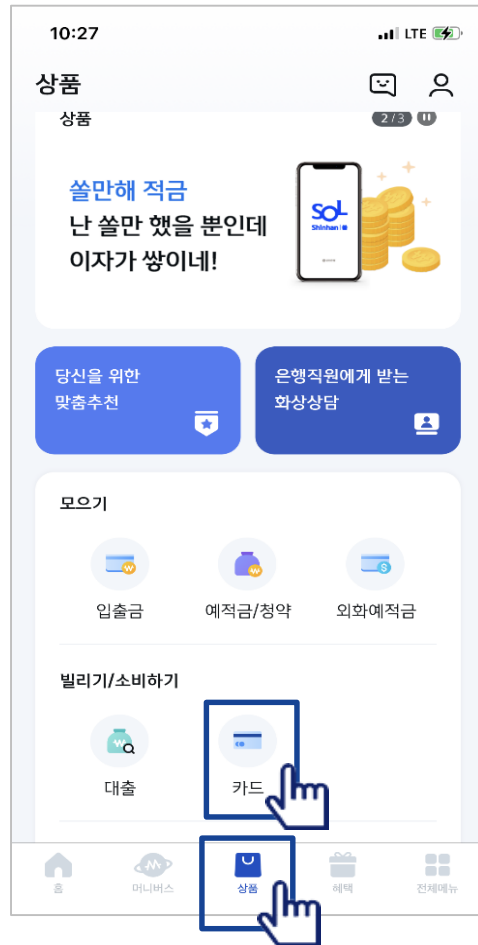 10:27
LTE
상품
상품
2/3
쏠만해 적금
난 쏠만 했을 뿐인데
이자가 쌓이네!
SOL
Shinhan
당신을 위한
맞춤추천
은행직원에게 받는
화상상담
모으기
입출금
예적금/청약
외화예적금
빌리기/소비하기
대출
카드
홈
머니버스
상품
혜택
전체메뉴